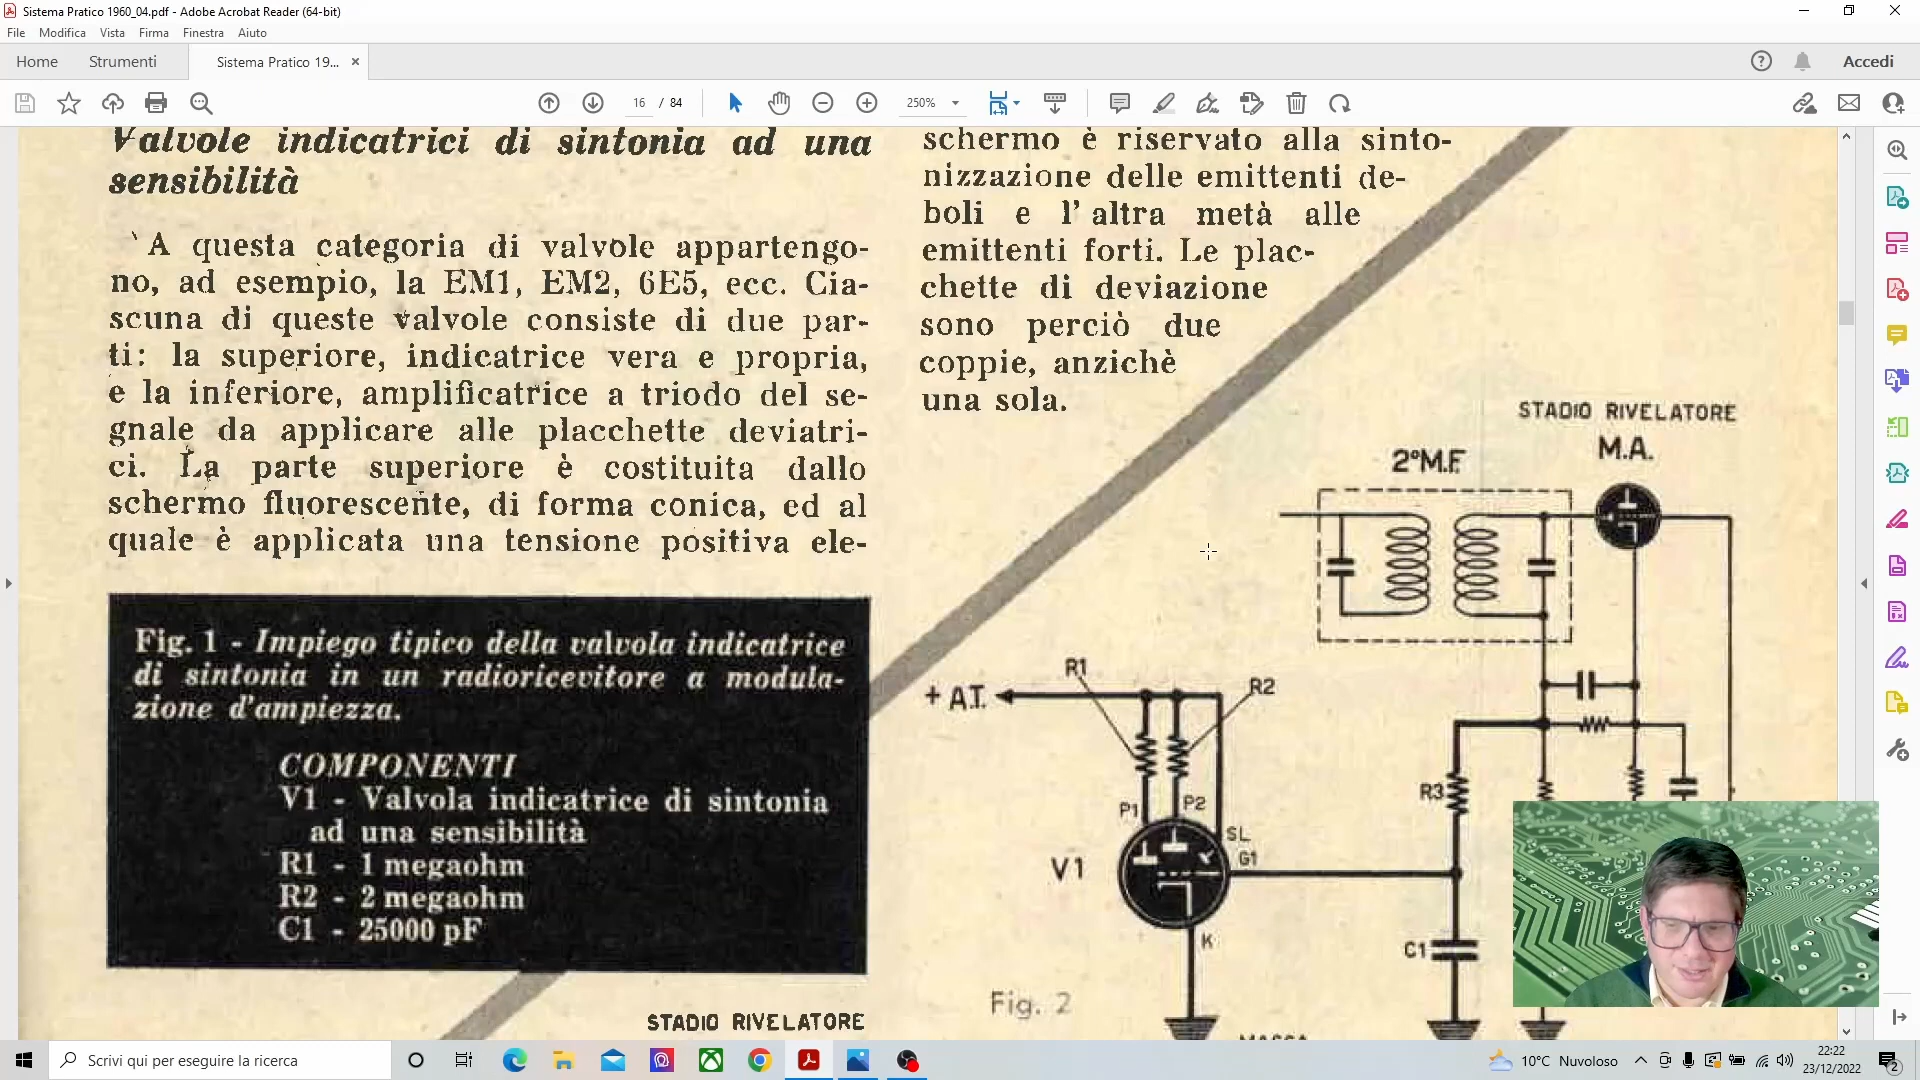 Sistema Pratico 1960_04.pdf - Adobe Acrobat Reader (64-bit)
File Modifica Vista Firma Finestra Aiuto
Home Strumenti Sistema Pratico 19... × Accedi
16 / 84 250%
Valvole indicatrici di sintonia ad una
sensibilità
A questa categoria di valvole appartengo-
no, ad esempio, la EM1, EM2, 6E5, ecc. Cia-
scuna di queste valvole consiste di due par-
ti: la superiore, indicatrice vera e propria,
e la inferiore, amplificatrice a triodo del se-
gnale da applicare alle placchette deviatri-
ci. La parte superiore è costituita dallo
schermo fluorescente, di forma conica, ed al
quale è applicata una tensione positiva ele-
Fig. 1 - Impiego tipico della valvola indicatrice
di sintonia in un radioricevitore a modula-
zione d'ampiezza.
COMPONENTI
V1 - Valvola indicatrice di sintonia
ad una sensibilità
R1 - 1 megaohm
R2 - 2 megaohm
C1 - 25000 pF
STADIO RIVELATORE
schermo è riservato alla sinto-
nizzazione delle emittenti de-
boli e l'altra metà alle
emittenti forti. Le plac-
chette di deviazione
sono perciò due
coppie, anzichè
una sola.
STADIO RIVELATORE
M.A.
2° M.F.
R1
+ A.T.
R2
R3
P1
P2
SL
G1
V1
K
C1
Fig. 2
MASSA
Scrivi qui per eseguire la ricerca
10°C Nuvoloso
22:22
23/12/2022
2